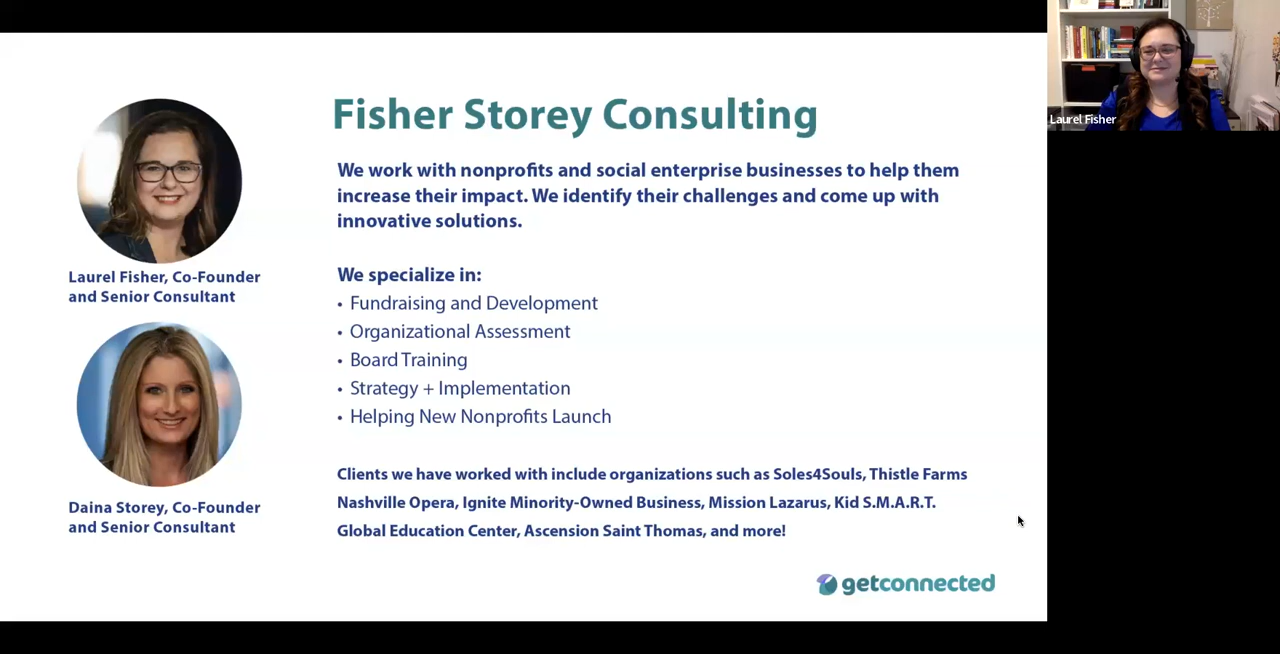 Fisher Storey Consulting
We work with nonprofits and social enterprise businesses to help them
increase their impact. We identify their challenges and come up with
innovative solutions.
We specialize in:
• Fundraising and Development
• Organizational Assessment
• Board Training
• Strategy + Implementation
• Helping New Nonprofits Launch
Clients we have worked with include organizations such as Soles4Souls, Thistle Farms
Nashville Opera, Ignite Minority-Owned Business, Mission Lazarus, Kid S.M.A.R.T.
Global Education Center, Ascension Saint Thomas, and more!
Laurel Fisher, Co-Founder
and Senior Consultant
Daina Storey, Co-Founder
and Senior Consultant
getconnected
Laurel Fisher